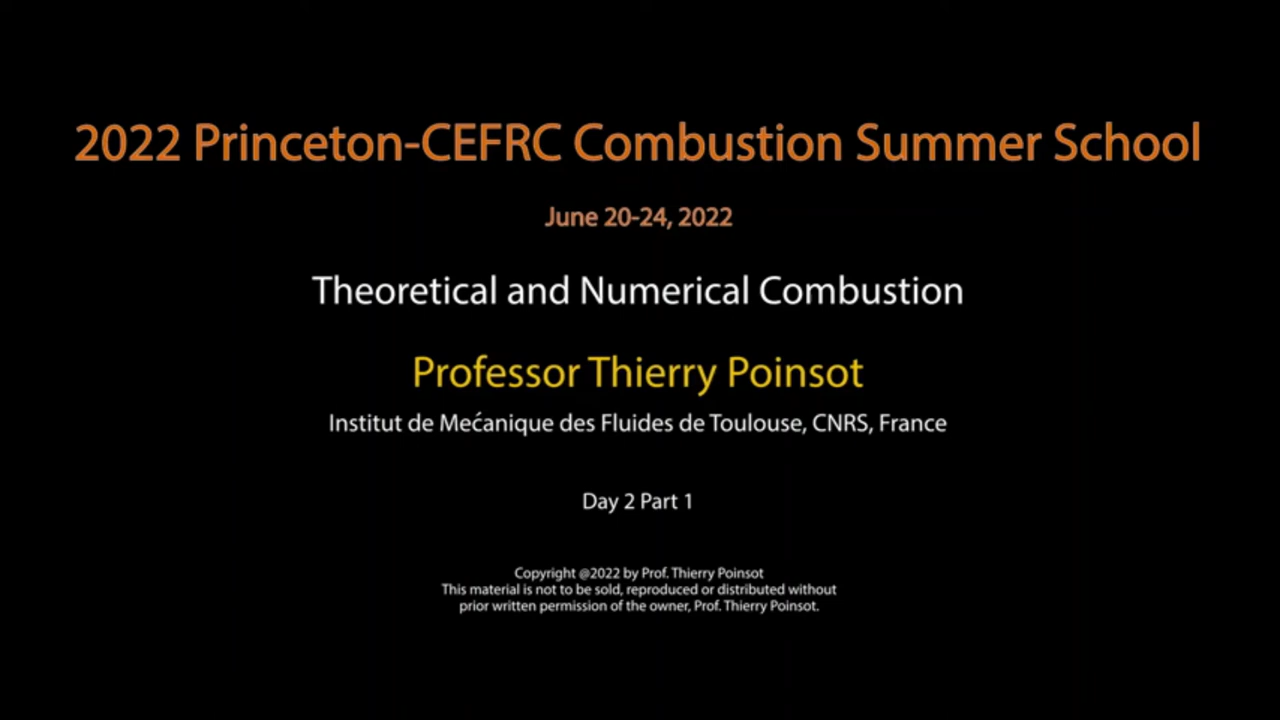 2022 Princeton-CEFRC Combustion Summer School
June 20-24, 2022
Theoretical and Numerical Combustion
Professor Thierry Poinsot
Institut de Mećanique des Fluides de Toulouse, CNRS, France
Day 2 Part 1
Copyright @2022 by Prof. Thierry Poinsot
This material is not to be sold, reproduced or distributed without
prior written permission of the owner, Prof. Thierry Poinsot.